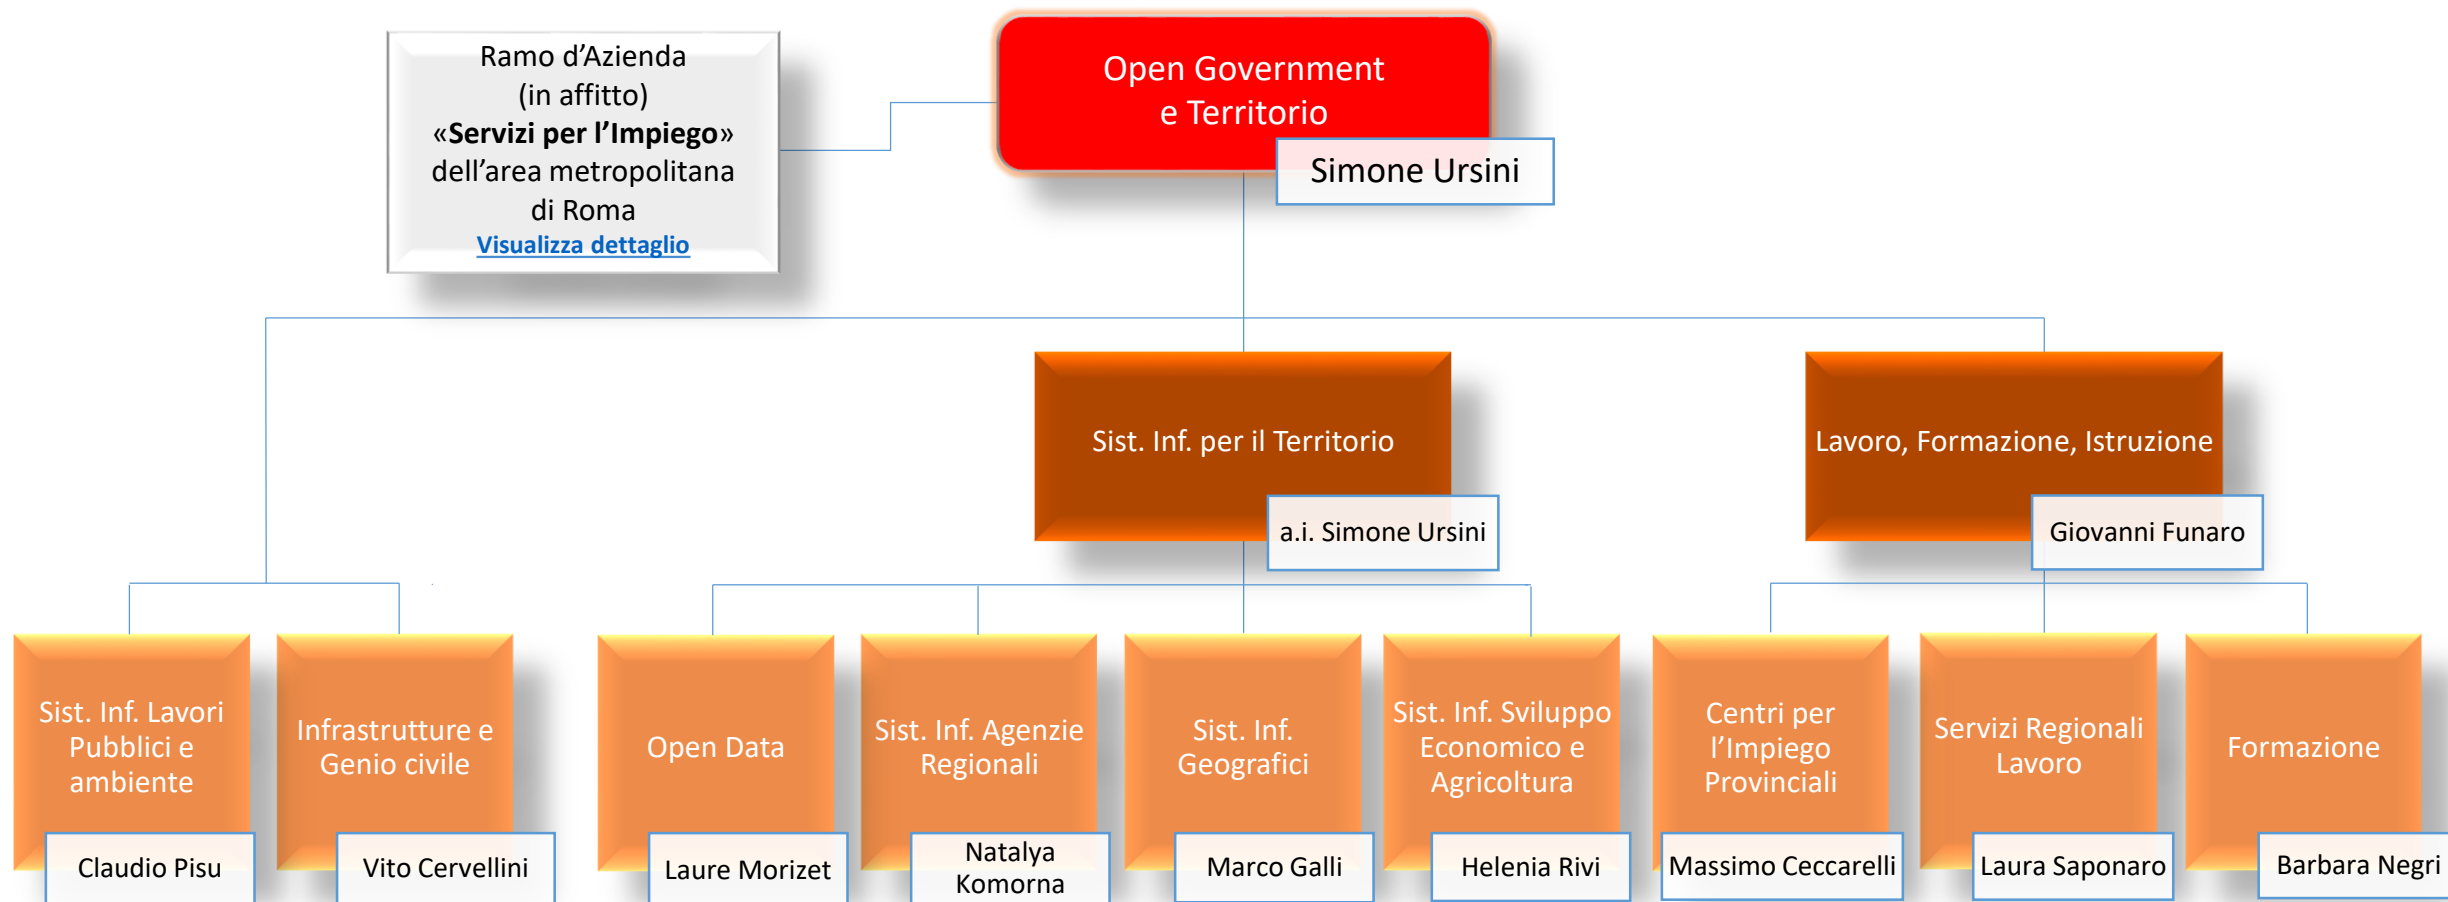 Ramo d'Azienda
(in affitto)
«Servizi per l'Impiego»
dell'area metropolitana
di Roma
Visualizza dettaglio
Open Government
e Territorio
Simone Ursini
Sist. Inf. per il Territorio
a.i. Simone Ursini
Lavoro, Formazione, Istruzione
Giovanni Funaro
Sist. Inf. Lavori
Pubblici e
ambiente
Claudio Pisu
Infrastrutture e
Genio civile
Vito Cervellini
Open Data
Laure Morizet
Sist. Inf. Agenzie
Regionali
Natalya
Komorna
Sist. Inf.
Geografici
Marco Galli
Sist. Inf. Sviluppo
Economico e
Agricoltura
Helenia Rivi
Centri per
l'Impiego
Provinciali
Massimo Ceccarelli
Servizi Regionali
Lavoro
Laura Saponaro
Formazione
Barbara Negri